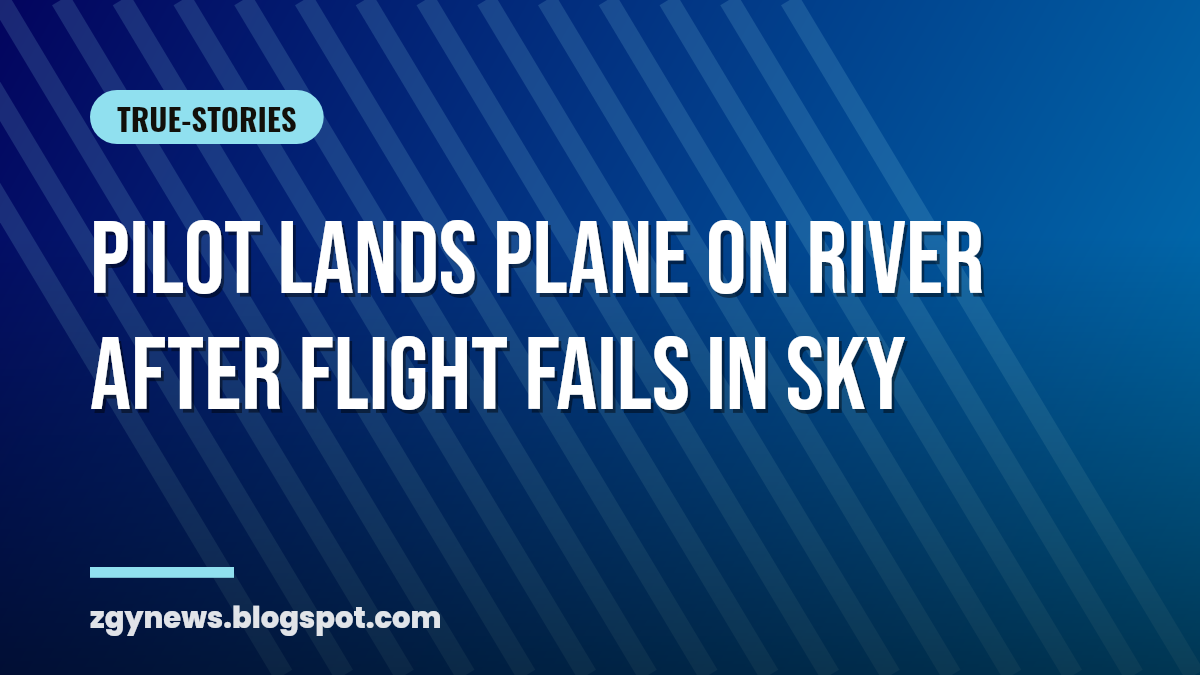 TRUE-STORIES
PILOT LANDS PLANE ON RIVER
AFTER FLIGHT FAILS IN SKY
zgynews.blogspot.com